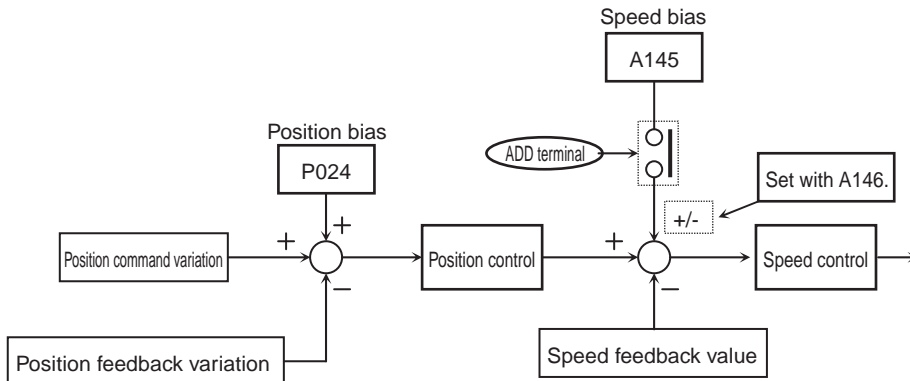 Speed bias
A145
Position bias
P024
ADD terminal
Set with A146.
+/-
+
+
+
Position command variation
Position control
Speed control
−
−
Position feedback variation
Speed feedback value